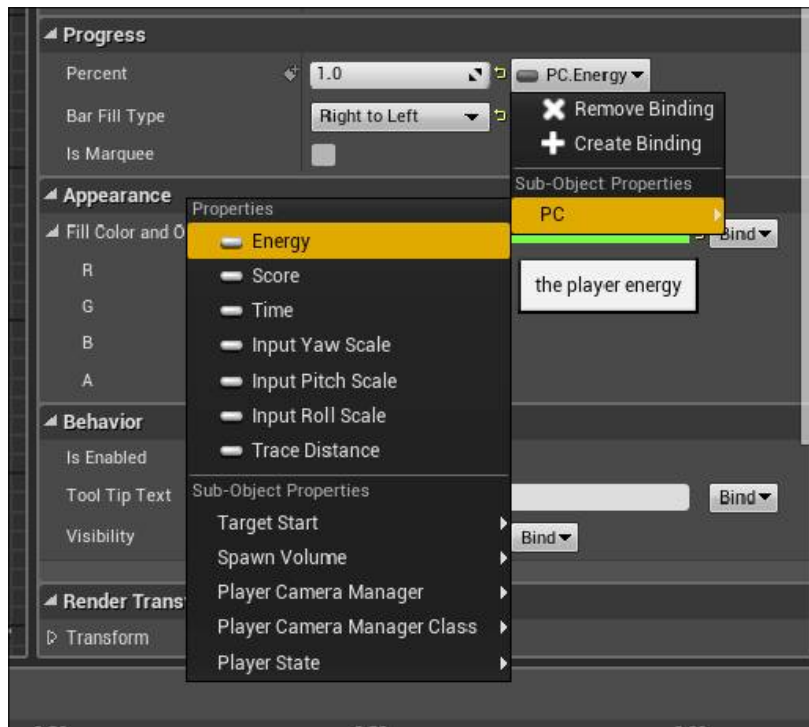 Progress
Percent 1.0 PC.Energy
Bar Fill Type Right to Left
Is Marquee
Remove Binding
Create Binding
Sub-Object Properties
PC
Appearance
Fill Color and O Bind
R
G
B
A
Properties
Energy
Score
Time
Input Yaw Scale
Input Pitch Scale
Input Roll Scale
Trace Distance
Sub-Object Properties
Target Start
Spawn Volume
Player Camera Manager
Player Camera Manager Class
Player State
the player energy
Behavior
Is Enabled
Tool Tip Text Bind
Visibility Bind
Render Trans
Transform